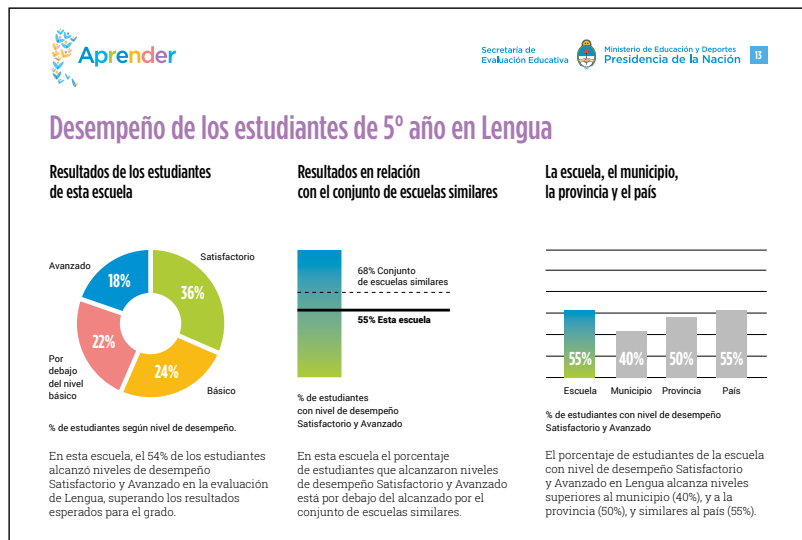 Aprender
Secretaría de
Evaluación Educativa
Ministerio de Educación y Deportes
Presidencia de la Nación
13
Desempeño de los estudiantes de 5º año en Lengua
Resultados de los estudiantes
de esta escuela
Avanzado
Satisfactorio
18%
36%
22%
24%
Por
debajo
del nivel
básico
Básico
% de estudiantes según nivel de desempeño.
En esta escuela, el 54% de los estudiantes
alcanzó niveles de desempeño
Satisfactorio y Avanzado en la evaluación
de Lengua, superando los resultados
esperados para el grado.
Resultados en relación
con el conjunto de escuelas similares
68% Conjunto
de escuelas similares
55% Esta escuela
% de estudiantes
con nivel de desempeño
Satisfactorio y Avanzado
En esta escuela el porcentaje
de estudiantes que alcanzaron niveles
de desempeño Satisfactorio y Avanzado
está por debajo del alcanzado por el
conjunto de escuelas similares.
La escuela, el municipio,
la provincia y el país
55% 40% 50% 55%
Escuela Municipio Provincia País
% de estudiantes con nivel de desempeño
Satisfactorio y Avanzado
El porcentaje de estudiantes de la escuela
con nivel de desempeño Satisfactorio
y Avanzado en Lengua alcanza niveles
superiores al municipio (40%), y a la
provincia (50%), y similares al país (55%).